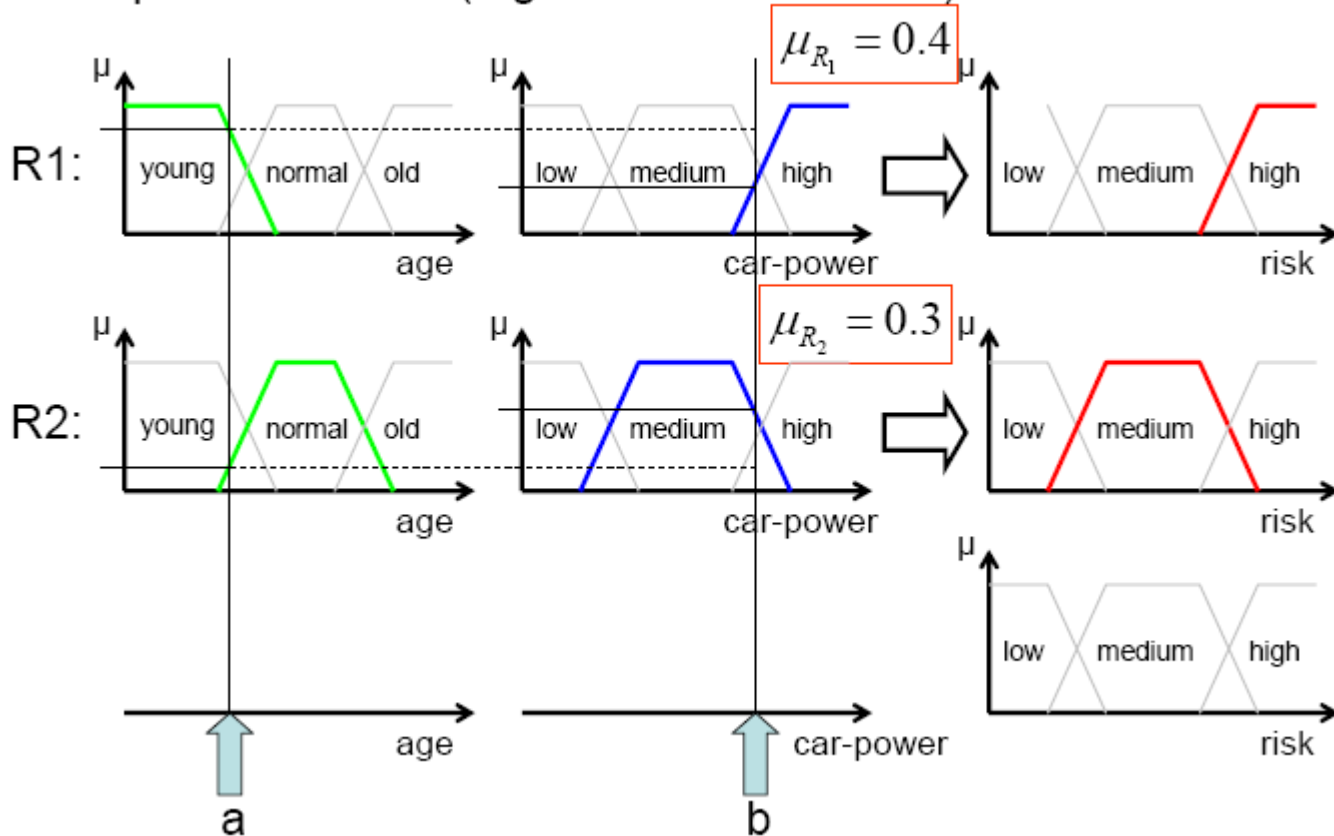 μ_{R_1} = 0.4
R1:
μ
young
normal
old
age
μ
low
medium
high
car-power
μ
low
medium
high
risk
μ_{R_2} = 0.3
R2:
μ
young
normal
old
age
μ
low
medium
high
car-power
μ
low
medium
high
risk
μ
low
medium
high
risk
age
car-power
a
b